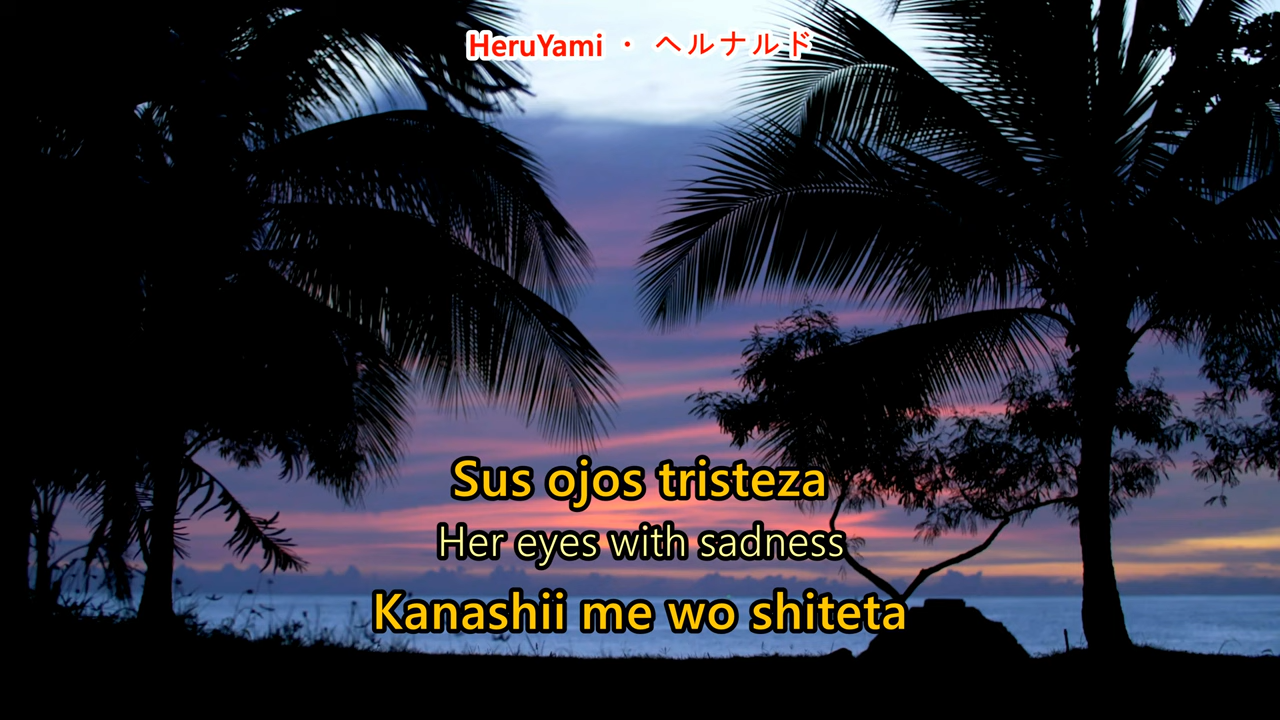 HeruYami · ヘルナルド
Sus ojos tristeza
Her eyes with sadness
Kanashii me wo shiteta